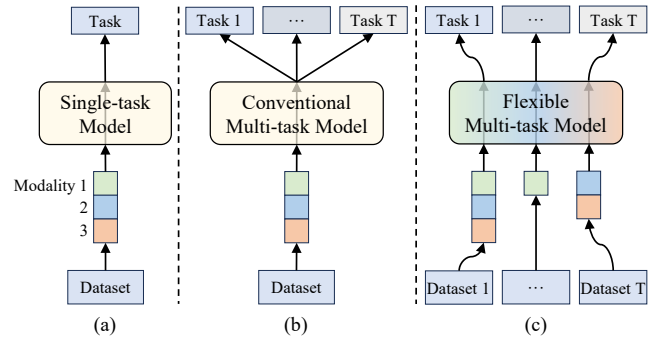 Task
Single-task
Model
Modality 1
2
3
Dataset
(a)
Task 1
⋯
Task T
Conventional
Multi-task Model
Dataset
(b)
Task 1
⋯
Task T
Flexible
Multi-task Model
Dataset 1
⋯
Dataset T
(c)